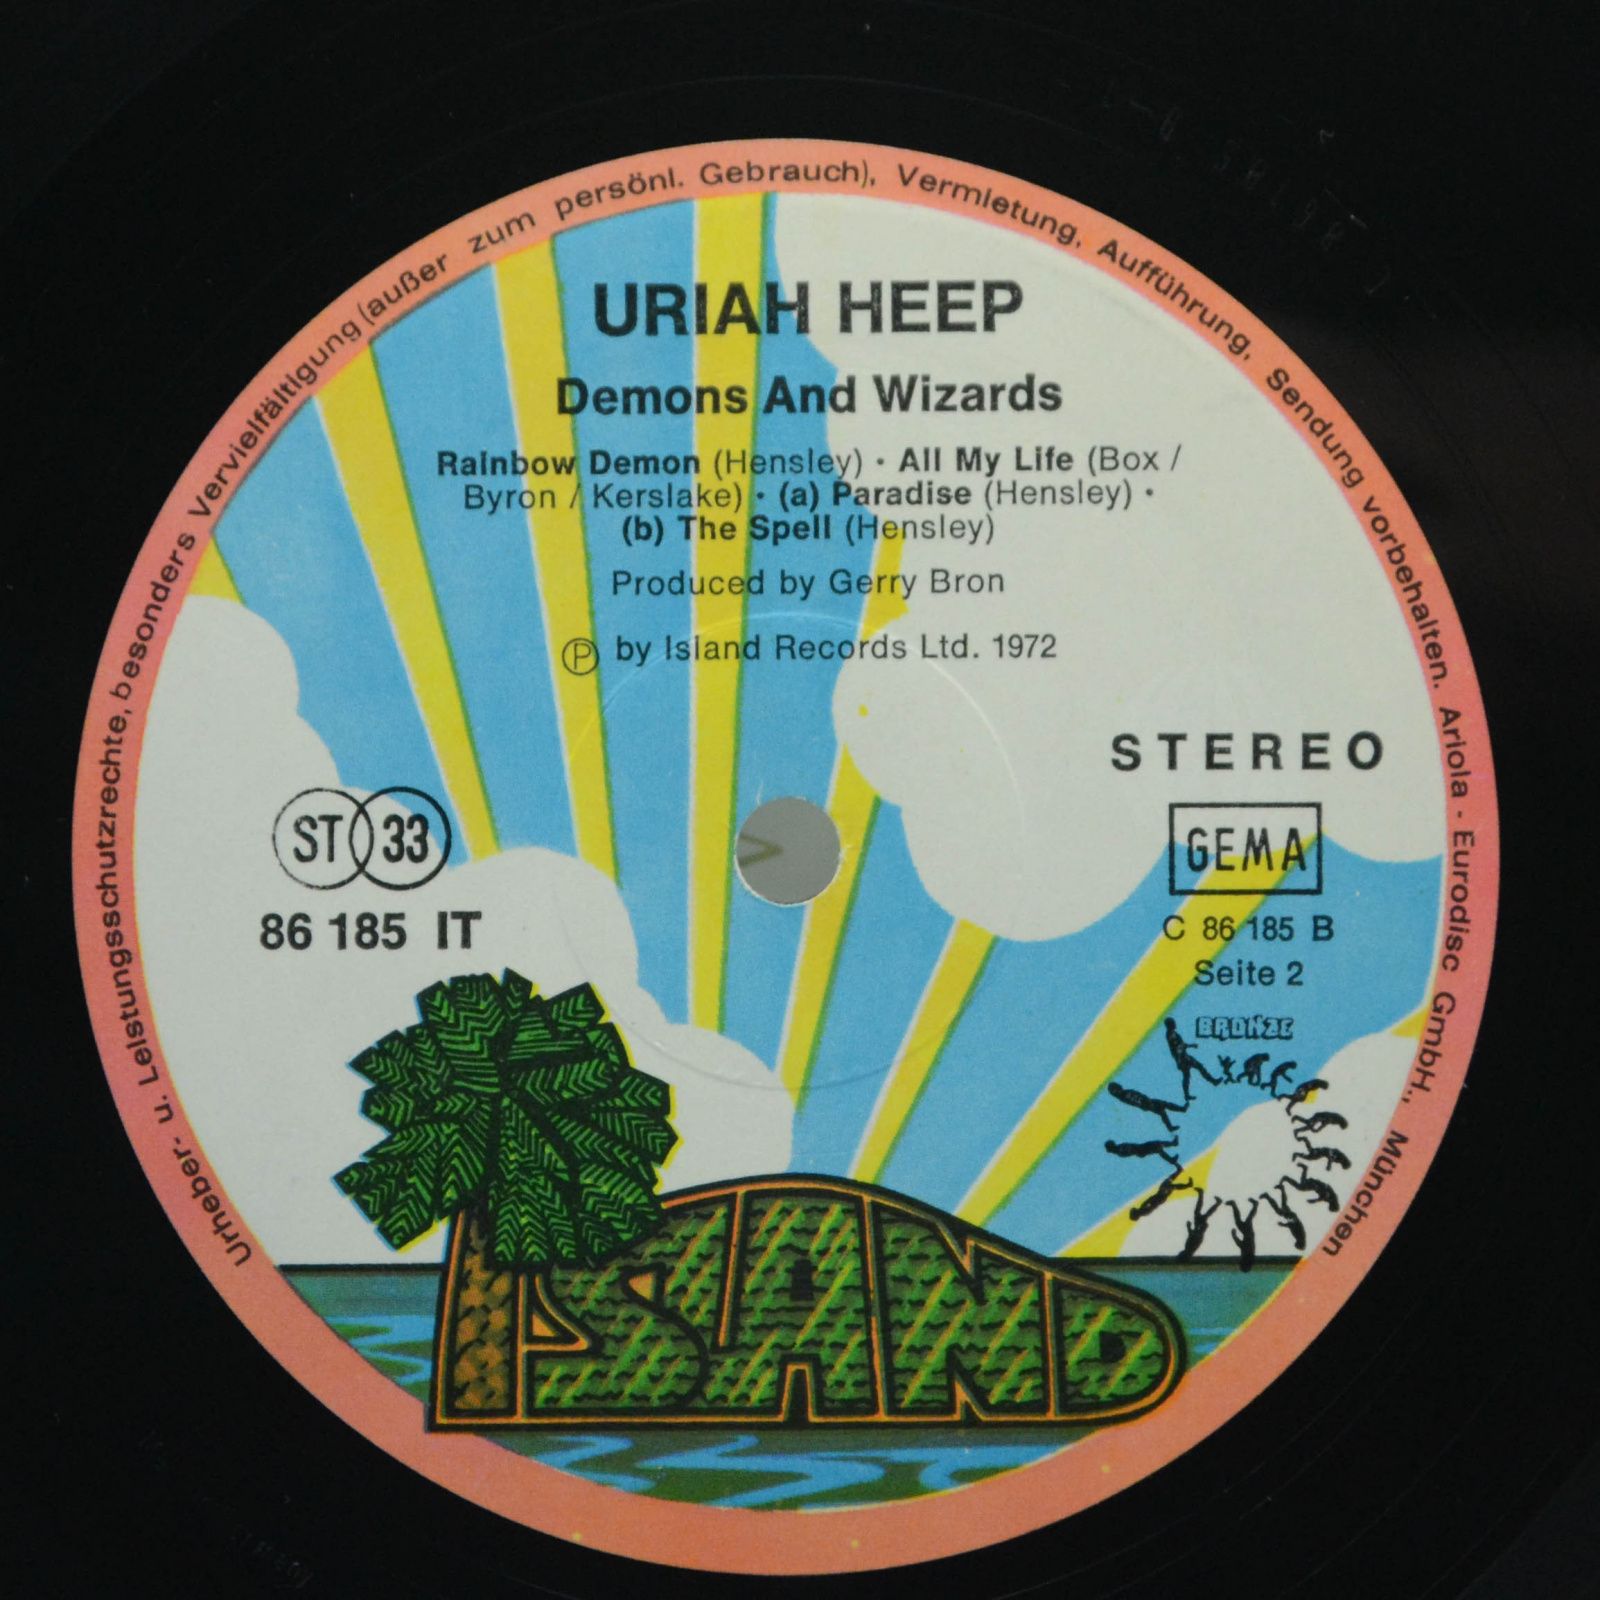 Urheber- u. Leistungsschutzrechte, besonders Vervielfältigung (außer zum persönl. Gebrauch), Vermietung, Aufführung, Sendung vorbehalten. Ariola - Eurodisc GmbH., München
URIAH HEEP
Demons And Wizards
Rainbow Demon (Hensley) · All My Life (Box /
Byron / Kerslake) · (a) Paradise (Hensley) ·
(b) The Spell (Hensley)
Produced by Gerry Bron
Ⓟ by Island Records Ltd. 1972
STEREO
ST 33
86 185 IT
GEMA
C 86 185 B
Seite 2
BRONZE
ISLAND